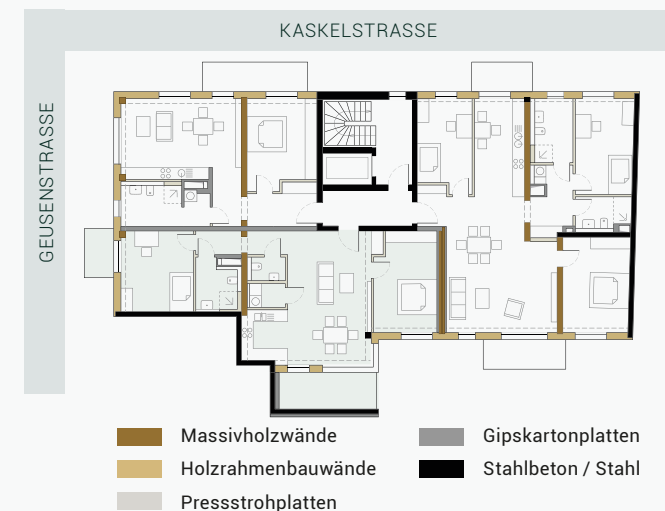 KASKELSTRASSE
GEUSENSTRASSE
Massivholzwände
Holzrahmenbauwände
Pressstrohplatten
Gipskartonplatten
Stahlbeton / Stahl